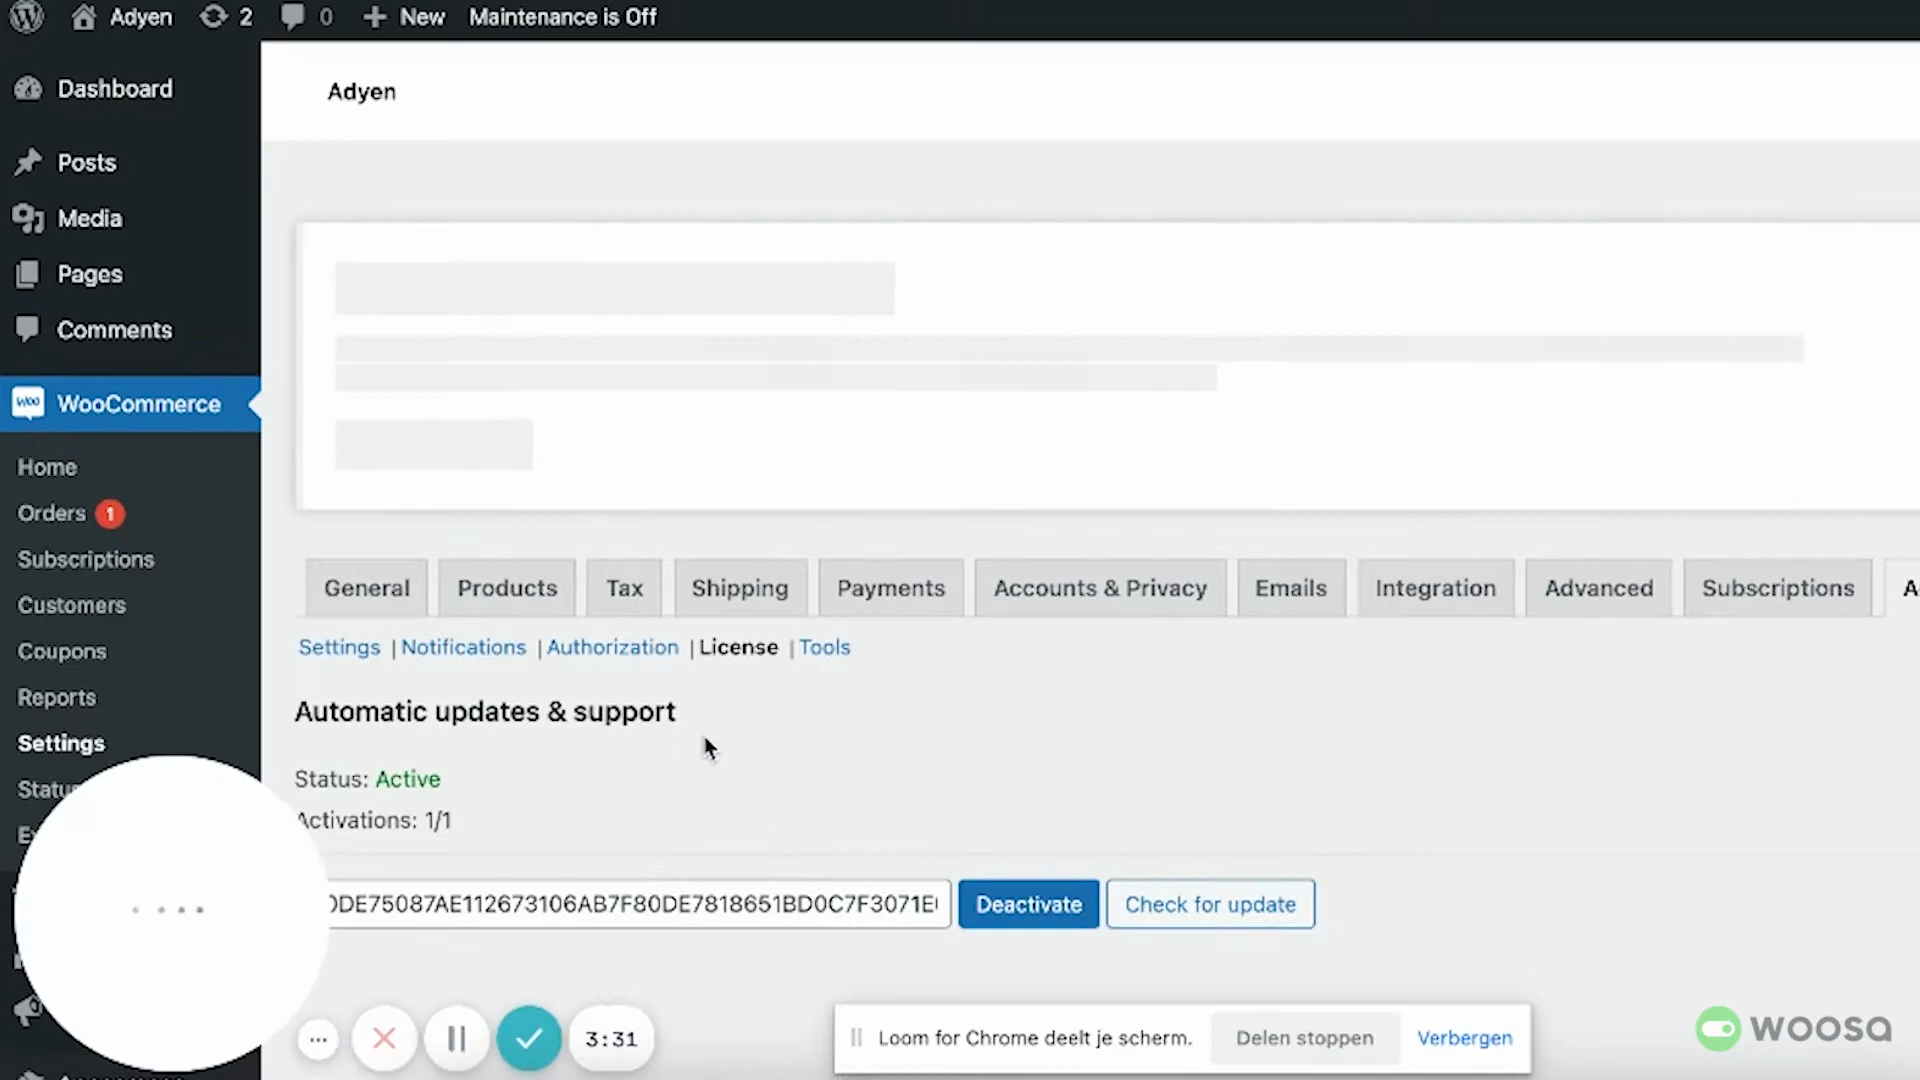 Adyen 2 0 New Maintenance is Off
Dashboard
Posts
Media
Pages
Comments
woo WooCommerce
Home
Orders 1
Subscriptions
Customers
Coupons
Reports
Settings
Adyen
General Products Tax Shipping Payments Accounts & Privacy Emails Integration Advanced Subscriptions
Settings | Notifications | Authorization | License | Tools
Automatic updates & support
Status: Active
Activations: 1/1
DE75087AE112673106AB7F80DE7818651BD0C7F3071E Deactivate Check for update
3:31
Loom for Chrome deelt je scherm. Delen stoppen Verbergen
woosa